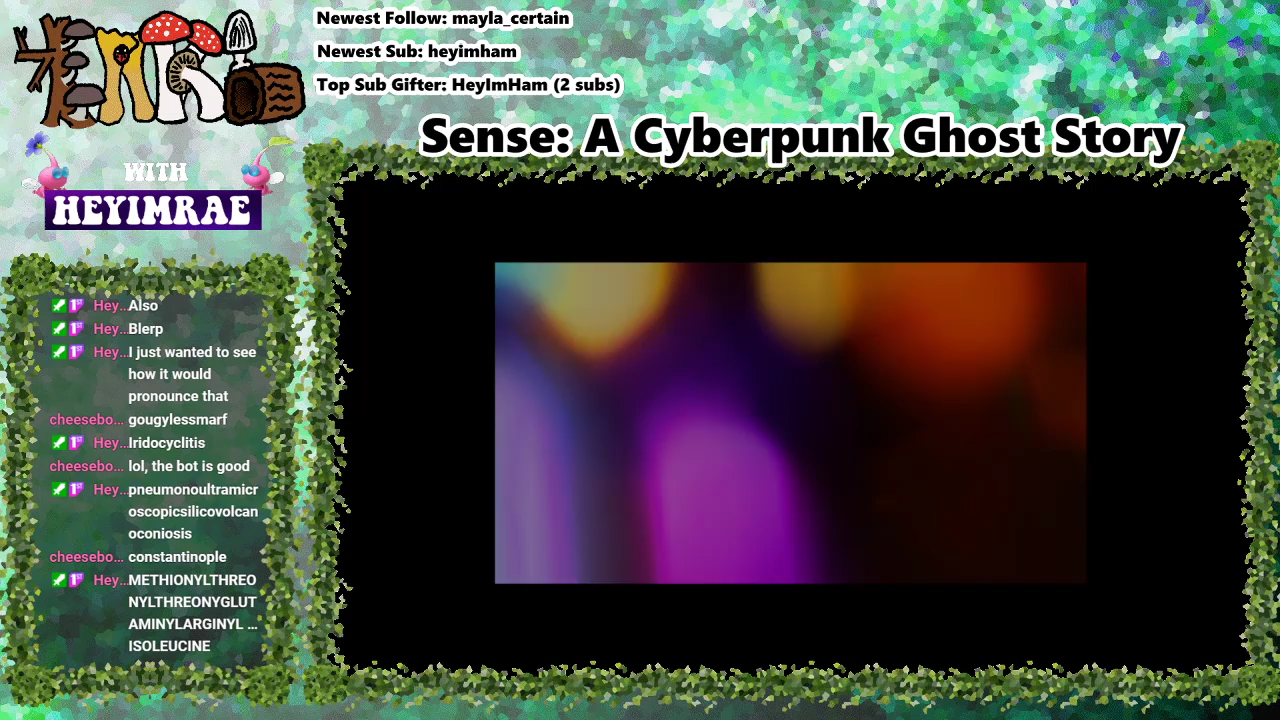 Newest Follow: mayla_certain
Newest Sub: heyimham
Top Sub Gifter: HeyImHam (2 subs)
Sense: A Cyberpunk Ghost Story
WITH
HEYIMRAE
Hey... Also
Hey... Blerp
Hey... I just wanted to see
how it would
pronounce that
cheesebo... gougylessmarf
Hey... Iridocyclitis
cheesebo... lol, the bot is good
Hey... pneumonoultramicr
oscopicsilicovolcan
oconiosis
cheesebo... constantinople
Hey... METHIONYLTHREO
NYLTHREONYGLUT
AMINYLARGINYL ...
ISOLEUCINE